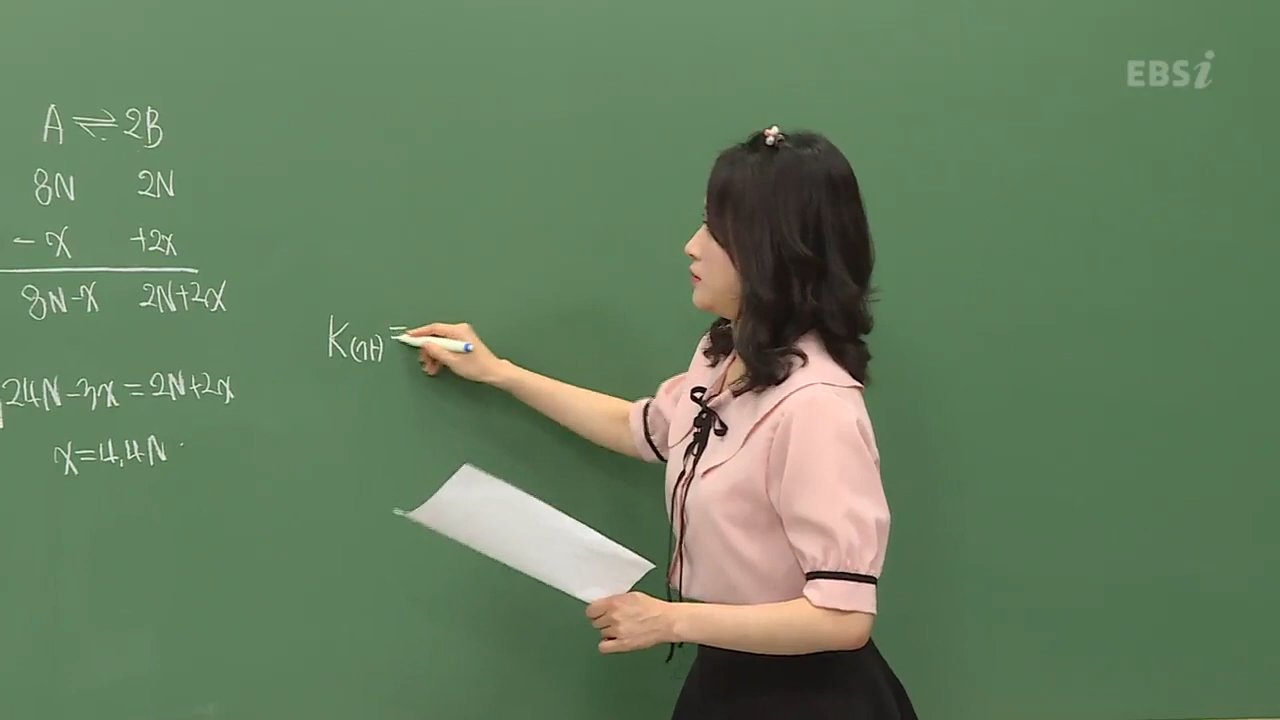 EBSi
A ⇌ 2B
8N 2N
-x +2x
8N-x 2N+2x
24N-3x=2N+2x
x=4.4N
K(가)=